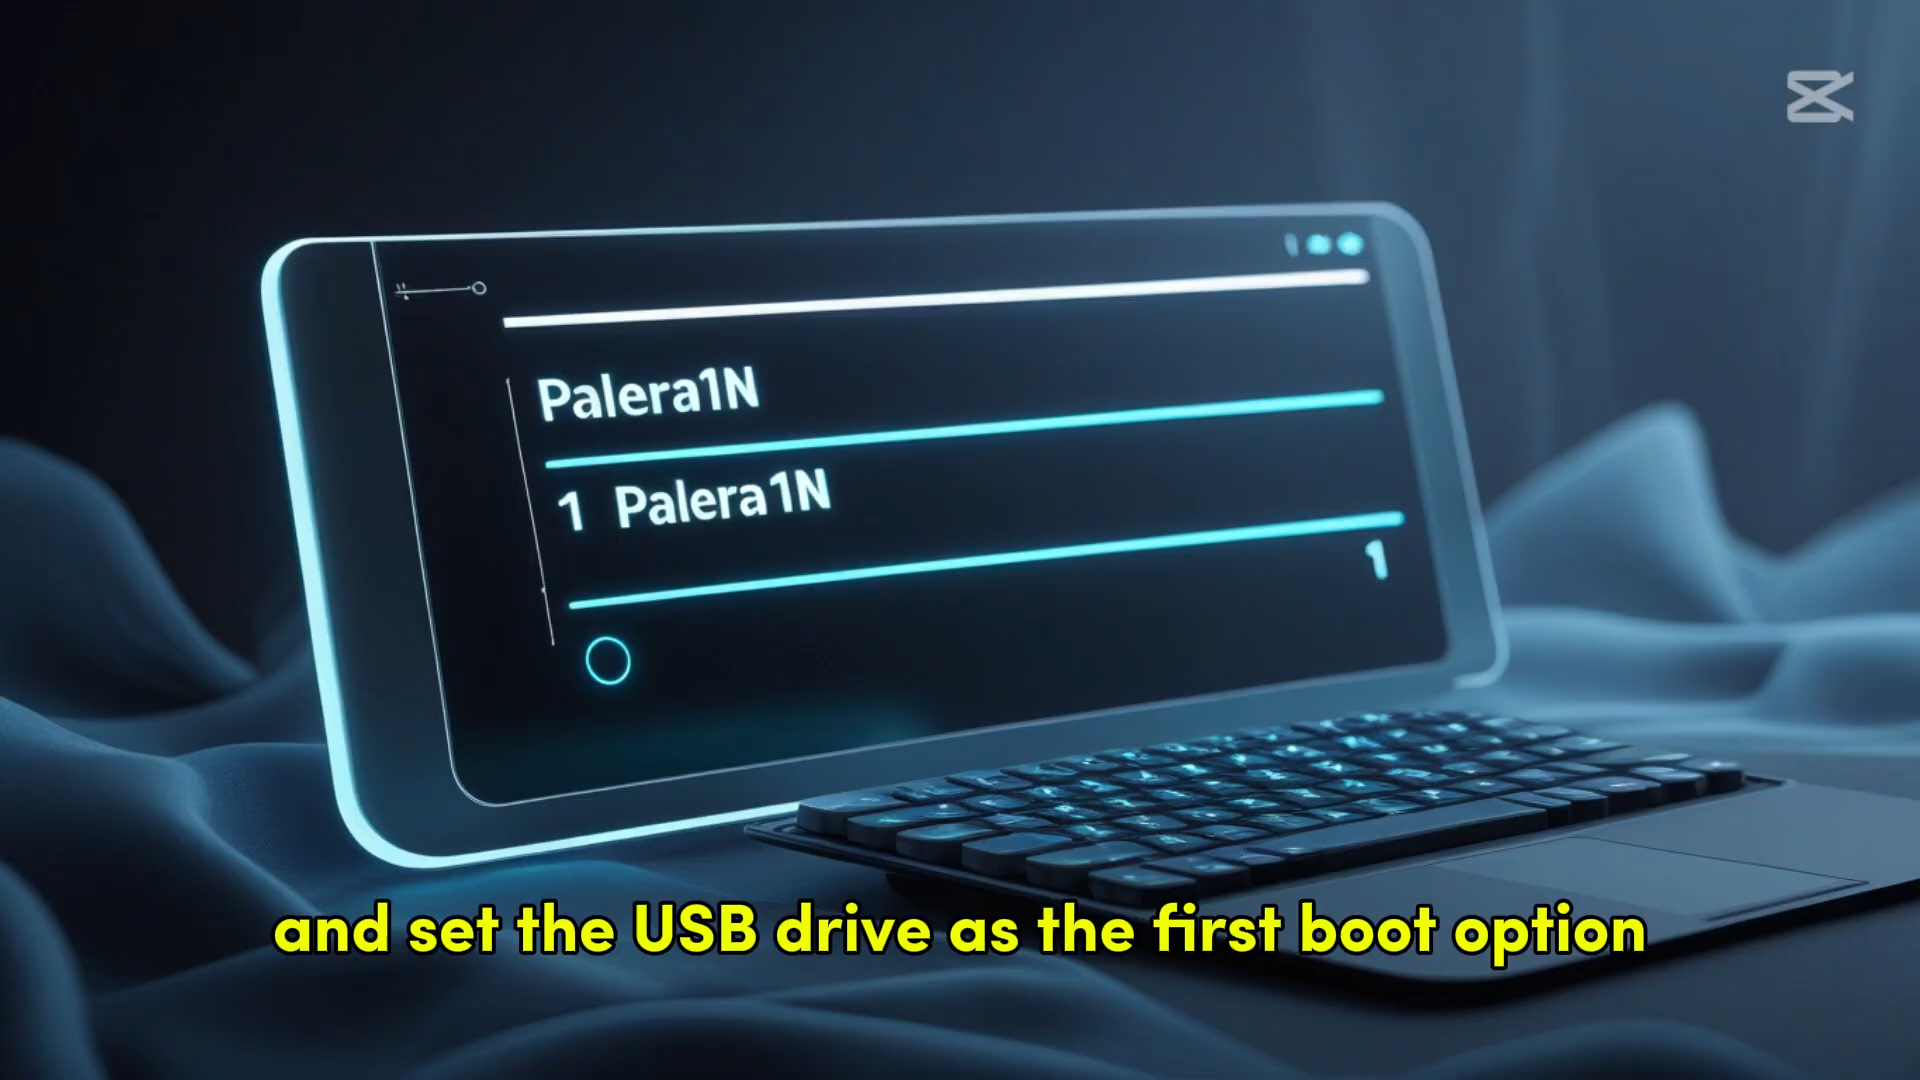 Palera1N
1 Palera1N
1
and set the USB drive as the first boot option